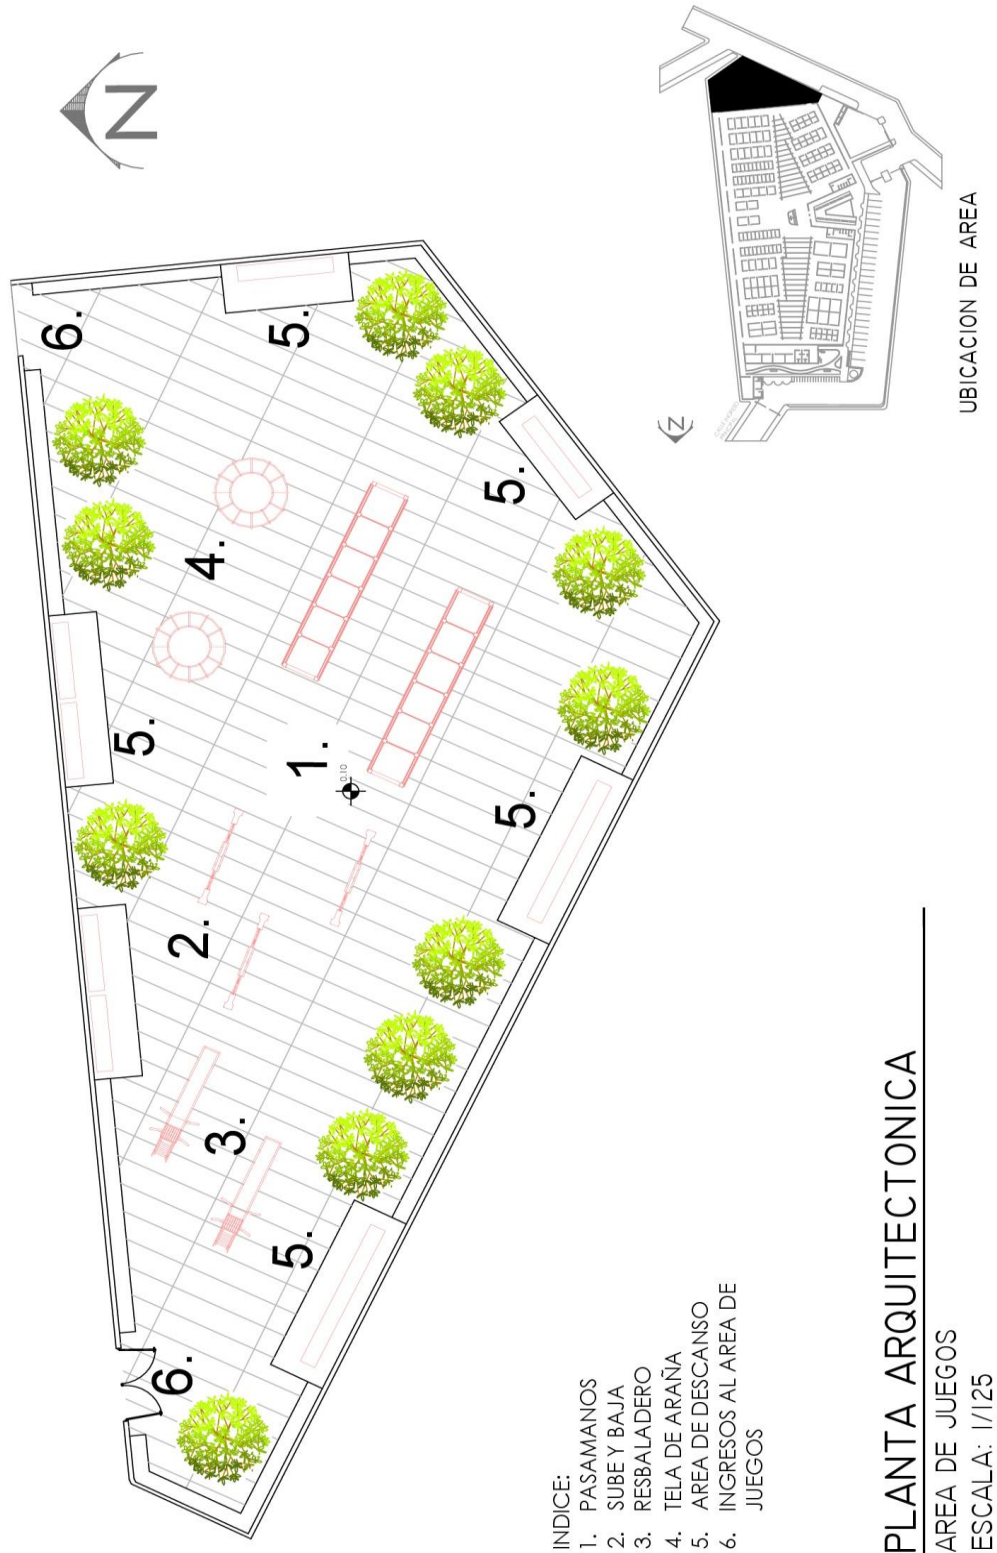 N
6.
5.
5.
4.
5.
1.
0.10
5.
2.
3.
5.
6.
INDICE:
1. PASAMANOS
2. SUBE Y BAJA
3. RESBALADERO
4. TELA DE ARAÑA
5. AREA DE DESCANSO
6. INGRESOS AL AREA DE
JUEGOS
PLANTA ARQUITECTONICA
AREA DE JUEGOS
ESCALA: 1/125
N
UBICACION DE AREA